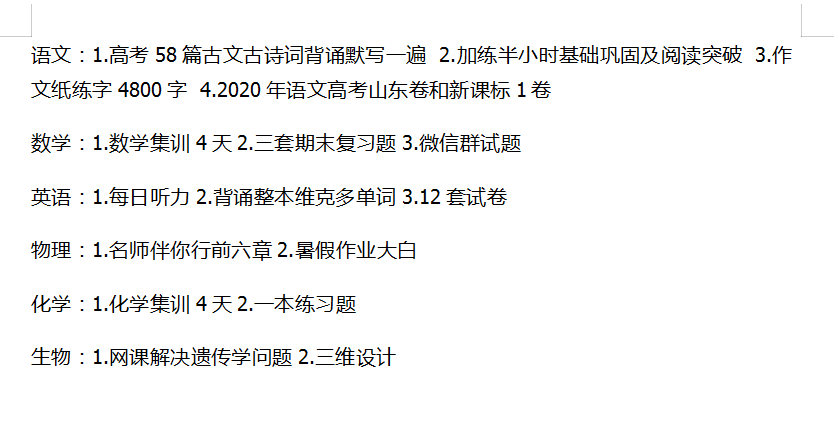 语文：1.高考 58 篇古文古诗词背诵默写一遍  2.加练半小时基础巩固及阅读突破  3.作
文纸练字 4800 字  4.2020 年语文高考山东卷和新课标 1 卷
数学：1.数学集训 4 天 2.三套期末复习题 3.微信群试题
英语：1.每日听力 2.背诵整本维克多单词 3.12 套试卷
物理：1.名师伴你行前六章 2.暑假作业大白
化学：1.化学集训 4 天 2.一本练习题
生物：1.网课解决遗传学问题 2.三维设计